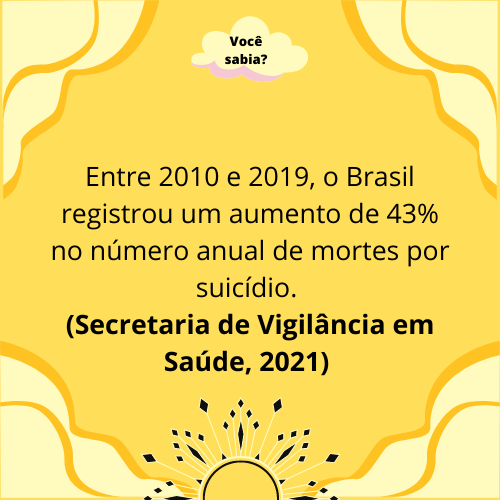 Você
sabia?
Entre 2010 e 2019, o Brasil
registrou um aumento de 43%
no número anual de mortes por
suicídio.
(Secretaria de Vigilância em
Saúde, 2021)